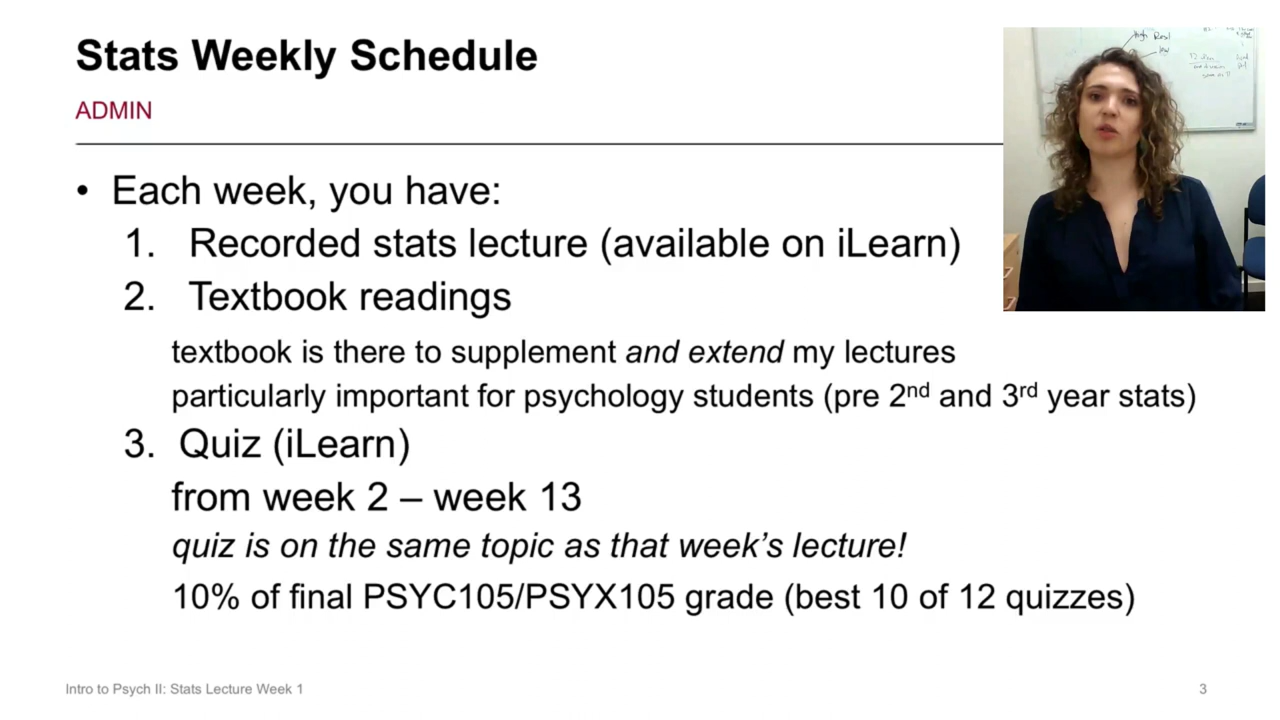 Stats Weekly Schedule
ADMIN
• Each week, you have:
1. Recorded stats lecture (available on iLearn)
2. Textbook readings
textbook is there to supplement and extend my lectures
particularly important for psychology students (pre 2nd and 3rd year stats)
3. Quiz (iLearn)
from week 2 – week 13
quiz is on the same topic as that week's lecture!
10% of final PSYC105/PSYX105 grade (best 10 of 12 quizzes)
Intro to Psych II: Stats Lecture Week 1
3